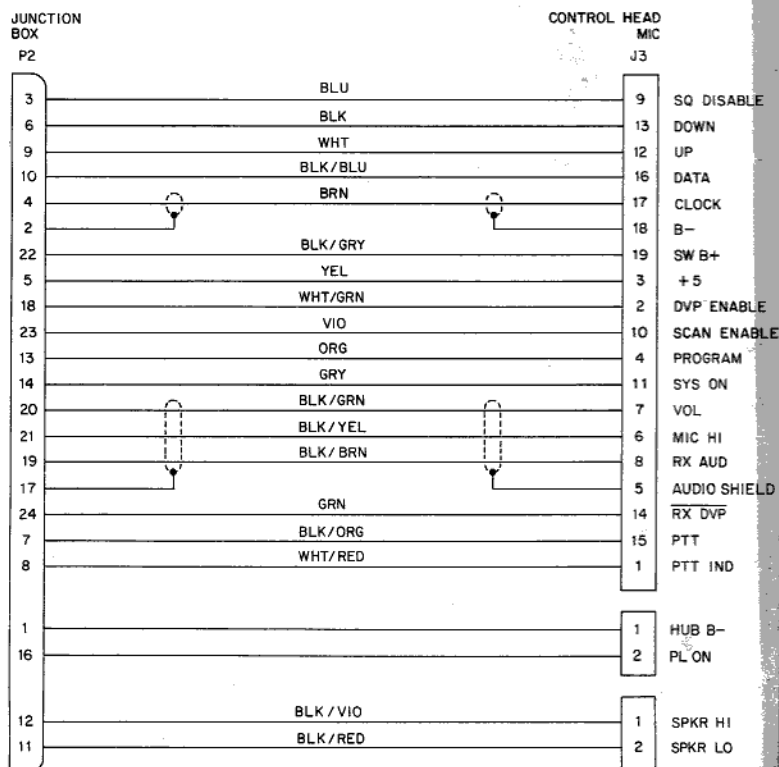 JUNCTION BOX CONTROL HEAD MIC
P2 J3
3 BLU 9 SQ DISABLE
6 BLK 13 DOWN
9 WHT 12 UP
10 BLK/BLU 16 DATA
4 BRN 17 CLOCK
2 18 B-
22 BLK/GRY 19 SW B+
5 YEL 3 +5
18 WHT/GRN 2 DVP ENABLE
23 VIO 10 SCAN ENABLE
13 ORG 4 PROGRAM
14 GRY 11 SYS ON
20 BLK/GRN 7 VOL
21 BLK/YEL 6 MIC HI
19 BLK/BRN 8 RX AUD
17 5 AUDIO SHIELD
24 GRN 14 RX DVP
7 BLK/ORG 15 PTT
8 WHT/RED 1 PTT IND
1 1 HUB B-
16 2 PL ON
12 BLK/VIO 1 SPKR HI
11 BLK/RED 2 SPKR LO